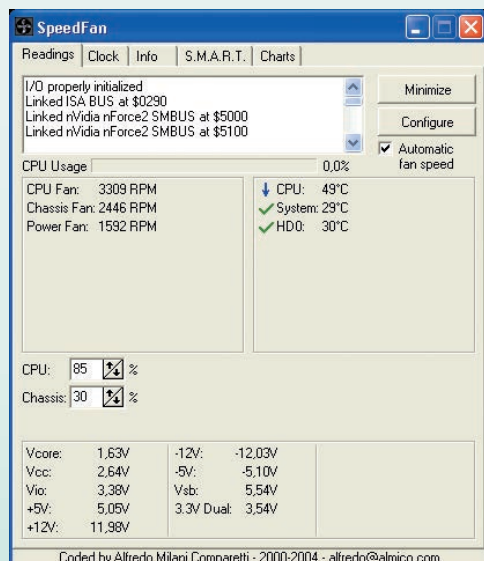 SpeedFan
Readings Clock Info S.M.A.R.T. Charts
I/O properly initialized
Linked ISA BUS at $0290
Linked nVidia nForce2 SMBUS at $5000
Linked nVidia nForce2 SMBUS at $5100
Minimize
Configure
Automatic fan speed
CPU Usage 0,0%
CPU Fan: 3309 RPM
Chassis Fan: 2446 RPM
Power Fan: 1592 RPM
CPU: 49°C
System: 29°C
HD0: 30°C
CPU: 85 %
Chassis: 30 %
Vcore: 1,63V
Vcc: 2,64V
Vio: 3,38V
+5V: 5,05V
+12V: 11,98V
-12V: -12,03V
-5V: -5,10V
Vsb: 5,54V
3.3V Dual: 3,54V
Coded by Alfredo Milani Comparetti - 2000-2004 - alfredo@almico.com